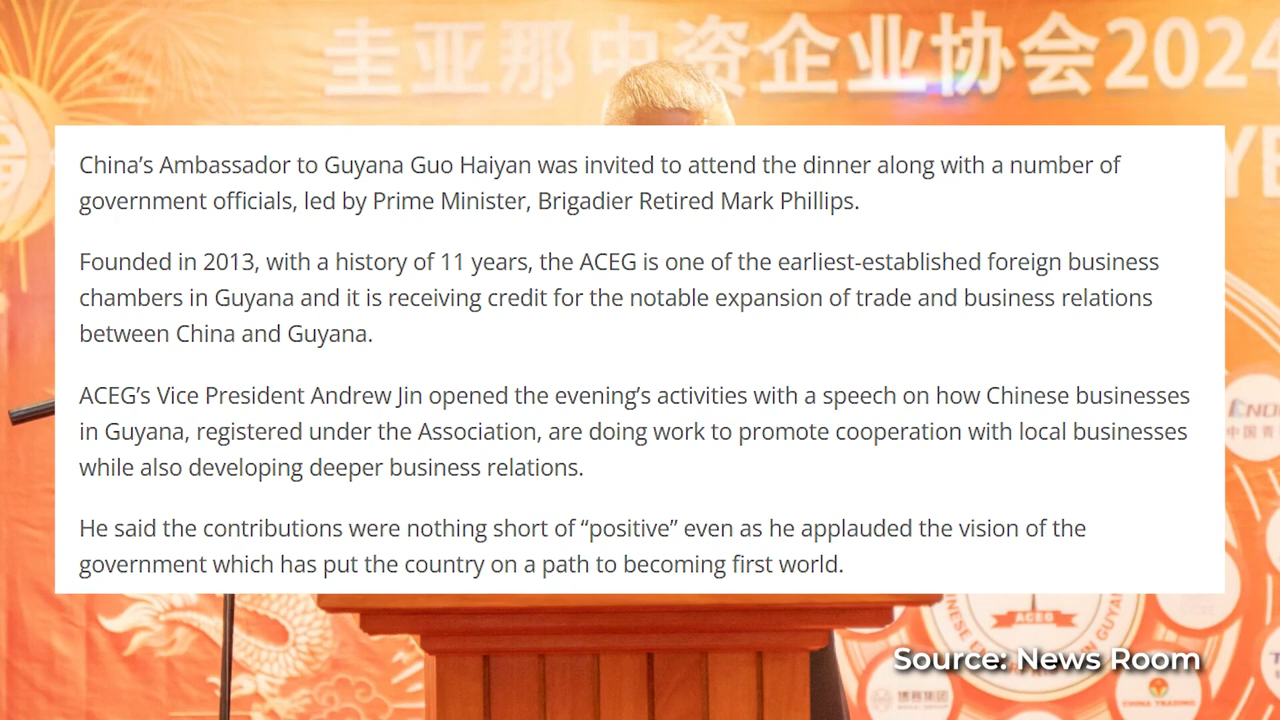 圭亚那中资企业协会2024
China’s Ambassador to Guyana Guo Haiyan was invited to attend the dinner along with a number of
government officials, led by Prime Minister, Brigadier Retired Mark Phillips.
Founded in 2013, with a history of 11 years, the ACEG is one of the earliest-established foreign business
chambers in Guyana and it is receiving credit for the notable expansion of trade and business relations
between China and Guyana.
ACEG’s Vice President Andrew Jin opened the evening’s activities with a speech on how Chinese businesses
in Guyana, registered under the Association, are doing work to promote cooperation with local businesses
while also developing deeper business relations.
He said the contributions were nothing short of “positive” even as he applauded the vision of the
government which has put the country on a path to becoming first world.
ACEG
Source: News Room
CHINA TRADING